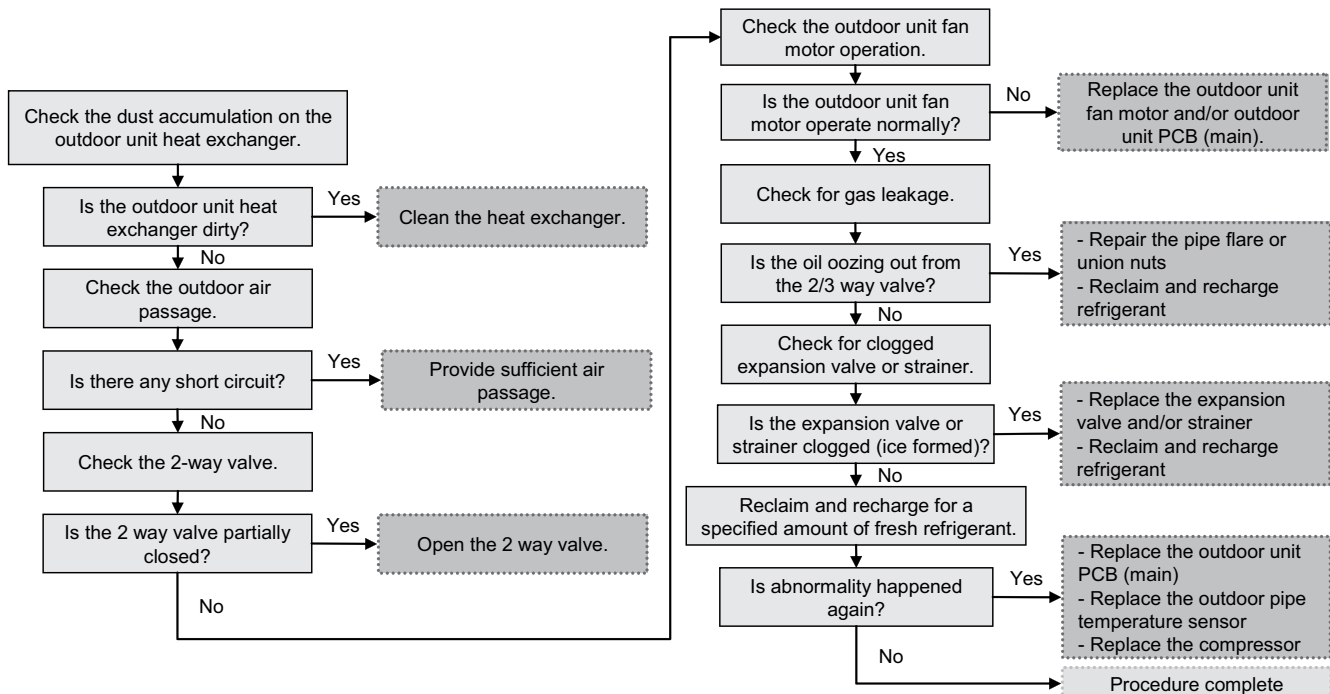 Check the dust accumulation on the
outdoor unit heat exchanger.
Is the outdoor unit heat
exchanger dirty?
Yes
Clean the heat exchanger.
No
Check the outdoor air
passage.
Is there any short circuit?
Yes
Provide sufficient air
passage.
No
Check the 2-way valve.
Is the 2 way valve partially
closed?
Yes
Open the 2 way valve.
No
Check the outdoor unit fan
motor operation.
Is the outdoor unit fan
motor operate normally?
No
Replace the outdoor unit
fan motor and/or outdoor
unit PCB (main).
Yes
Check for gas leakage.
Is the oil oozing out from
the 2/3 way valve?
Yes
- Repair the pipe flare or
union nuts
- Reclaim and recharge
refrigerant
No
Check for clogged
expansion valve or strainer.
Is the expansion valve or
strainer clogged (ice formed)?
Yes
- Replace the expansion
valve and/or strainer
- Reclaim and recharge
refrigerant
No
Reclaim and recharge for a
specified amount of fresh refrigerant.
Is abnormality happened
again?
Yes
- Replace the outdoor unit
PCB (main)
- Replace the outdoor pipe
temperature sensor
- Replace the compressor
No
Procedure complete